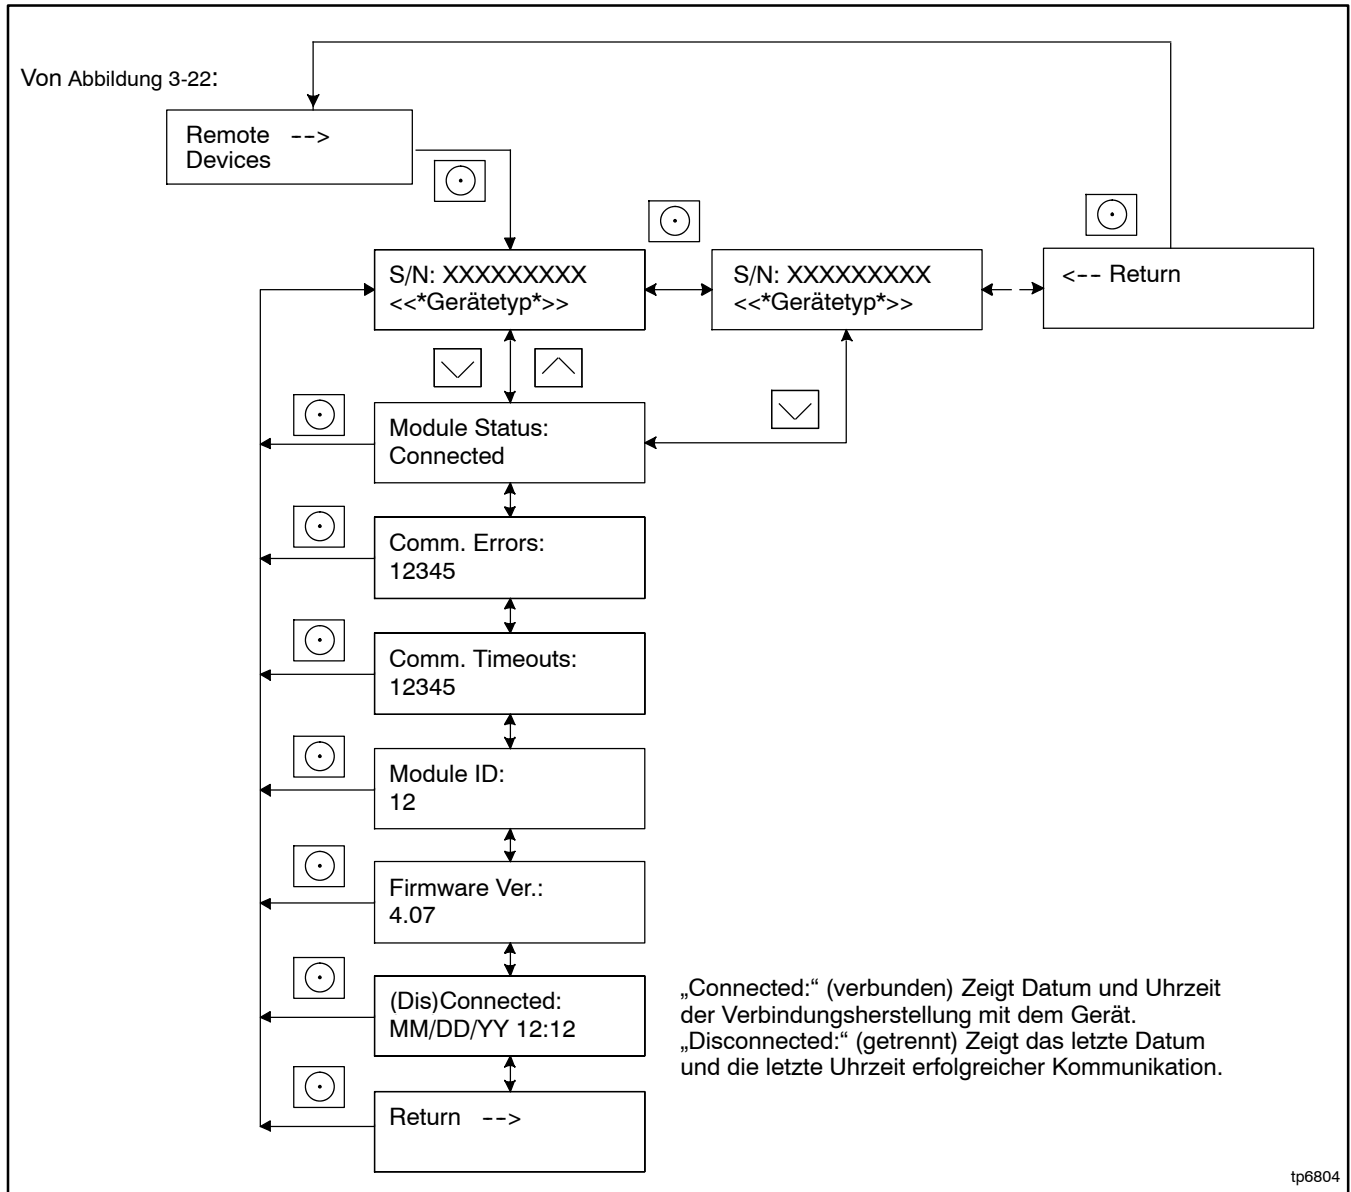 Von Abbildung 3-22:
Remote -->
Devices
S/N: XXXXXXXXX
<<*Gerätetyp*>>
S/N: XXXXXXXXX
<<*Gerätetyp*>>
<-- Return
Module Status:
Connected
Comm. Errors:
12345
Comm. Timeouts:
12345
Module ID:
12
Firmware Ver.:
4.07
(Dis)Connected:
MM/DD/YY 12:12
„Connected:“ (verbunden) Zeigt Datum und Uhrzeit
der Verbindungsherstellung mit dem Gerät.
„Disconnected:“ (getrennt) Zeigt das letzte Datum
und die letzte Uhrzeit erfolgreicher Kommunikation.
Return -->
tp6804